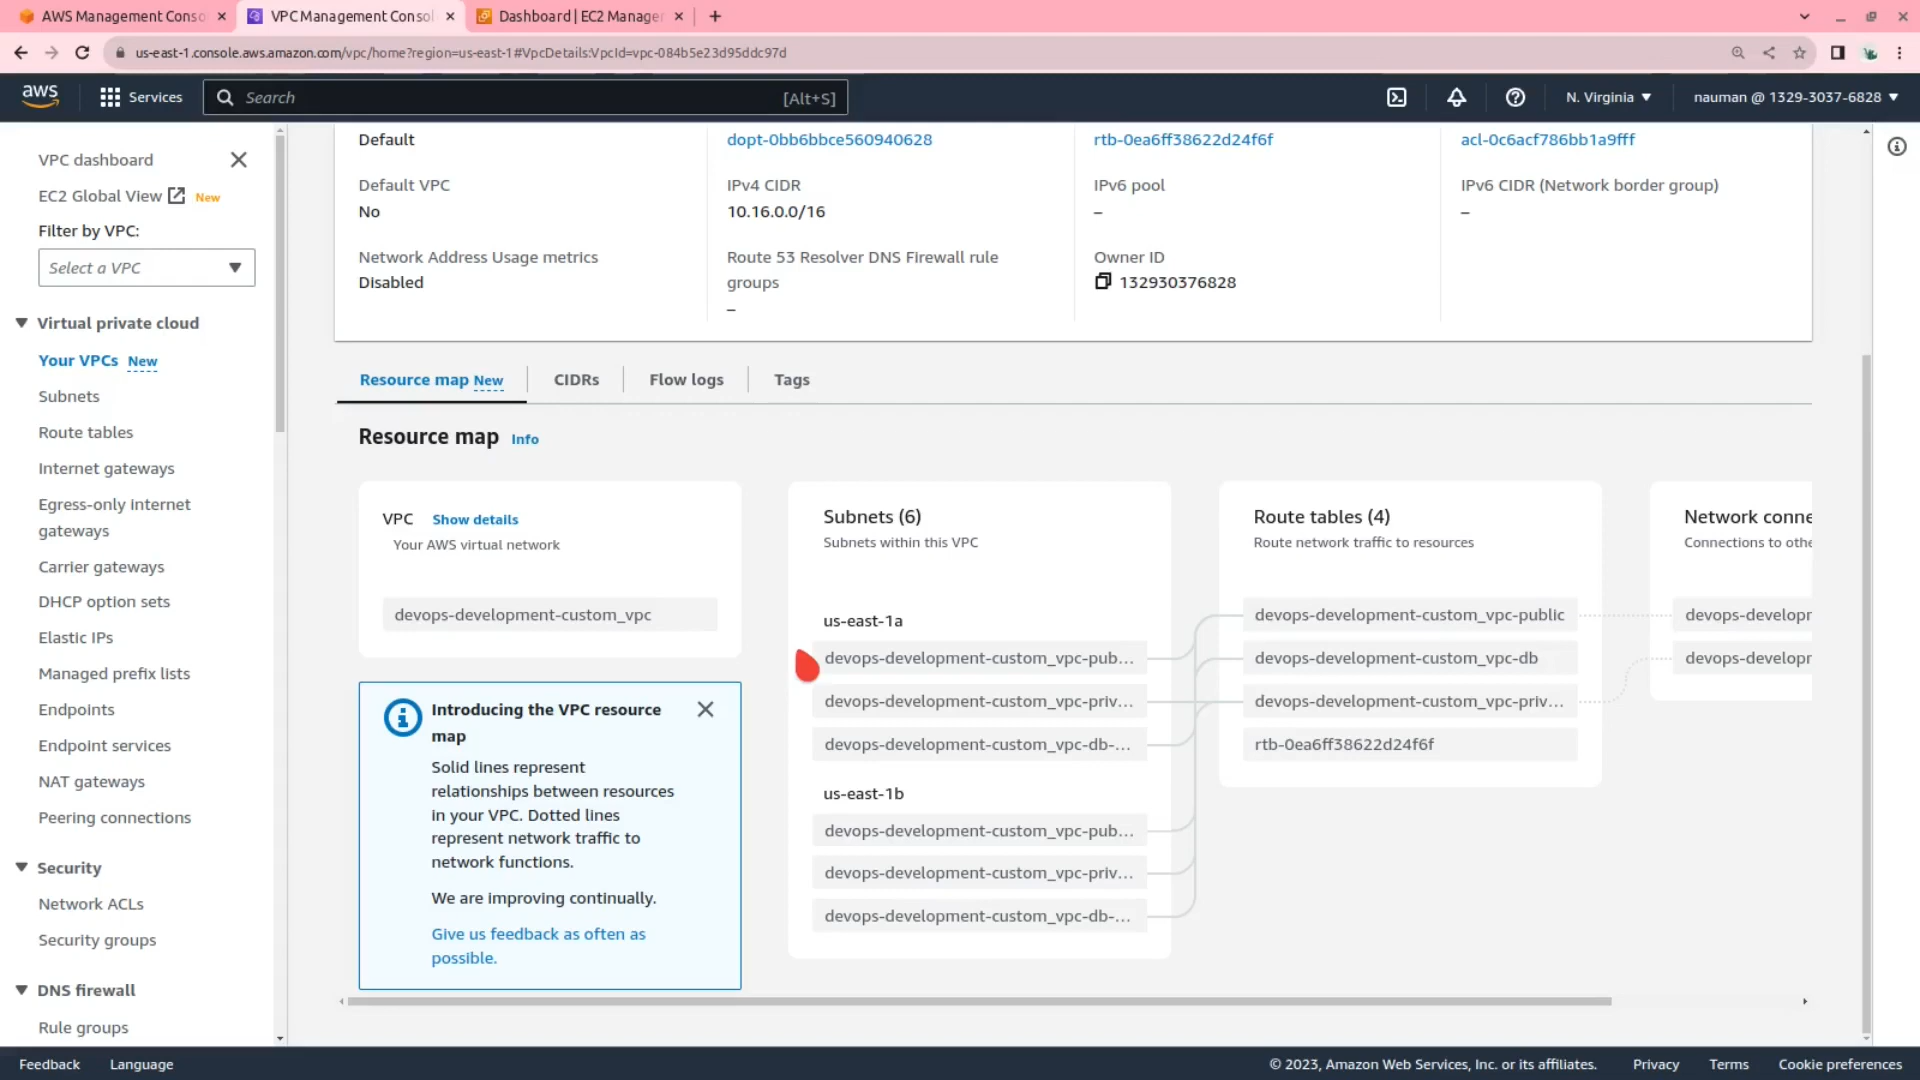 AWS Management Conso
VPC Management Consol
Dashboard | EC2 Manager
us-east-1.console.aws.amazon.com/vpc/home?region=us-east-1#VpcDetails:VpcId=vpc-084b5e23d95ddc97d
aws
Services
Search
[Alt+S]
N. Virginia
nauman @ 1329-3037-6828
VPC dashboard
EC2 Global View
New
Filter by VPC:
Select a VPC
Virtual private cloud
Your VPCs New
Subnets
Route tables
Internet gateways
Egress-only internet
gateways
Carrier gateways
DHCP option sets
Elastic IPs
Managed prefix lists
Endpoints
Endpoint services
NAT gateways
Peering connections
Security
Network ACLs
Security groups
DNS firewall
Rule groups
Default
dopt-0bb6bbce560940628
rtb-0ea6ff38622d24f6f
acl-0c6acf786bb1a9fff
Default VPC
No
IPv4 CIDR
10.16.0.0/16
IPv6 pool
–
IPv6 CIDR (Network border group)
–
Network Address Usage metrics
Disabled
Route 53 Resolver DNS Firewall rule
groups
–
Owner ID
132930376828
Resource map New
CIDRs
Flow logs
Tags
Resource map Info
VPC Show details
Your AWS virtual network
devops-development-custom_vpc
Introducing the VPC resource
map
Solid lines represent
relationships between resources
in your VPC. Dotted lines
represent network traffic to
network functions.
We are improving continually.
Give us feedback as often as
possible.
Subnets (6)
Subnets within this VPC
us-east-1a
devops-development-custom_vpc-pub...
devops-development-custom_vpc-priv...
devops-development-custom_vpc-db-...
us-east-1b
devops-development-custom_vpc-pub...
devops-development-custom_vpc-priv...
devops-development-custom_vpc-db-...
Route tables (4)
Route network traffic to resources
devops-development-custom_vpc-public
devops-development-custom_vpc-db
devops-development-custom_vpc-priv...
rtb-0ea6ff38622d24f6f
Network conne
Connections to othe
devops-developr
devops-developr
Feedback
Language
© 2023, Amazon Web Services, Inc. or its affiliates.
Privacy
Terms
Cookie preferences